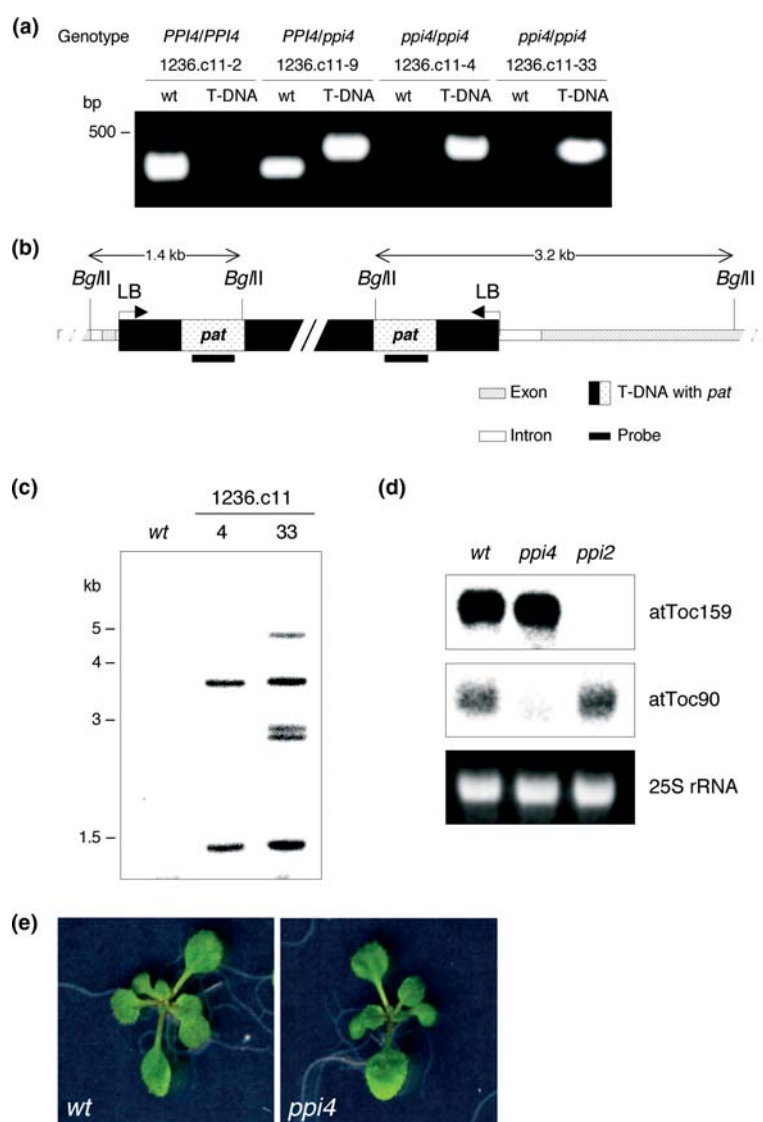 (a)
Genotype PPI4/PPI4 PPI4/ppi4 ppi4/ppi4 ppi4/ppi4
1236.c11-2 1236.c11-9 1236.c11-4 1236.c11-33
wt T-DNA wt T-DNA wt T-DNA wt T-DNA
bp
500
(b)
1.4 kb 3.2 kb
BglII BglII BglII BglII
LB LB
pat pat
Exon T-DNA with pat
Intron Probe
(c)
1236.c11
wt 4 33
kb
5
4
3
1.5
(d)
wt ppi4 ppi2
atToc159
atToc90
25S rRNA
(e)
wt ppi4